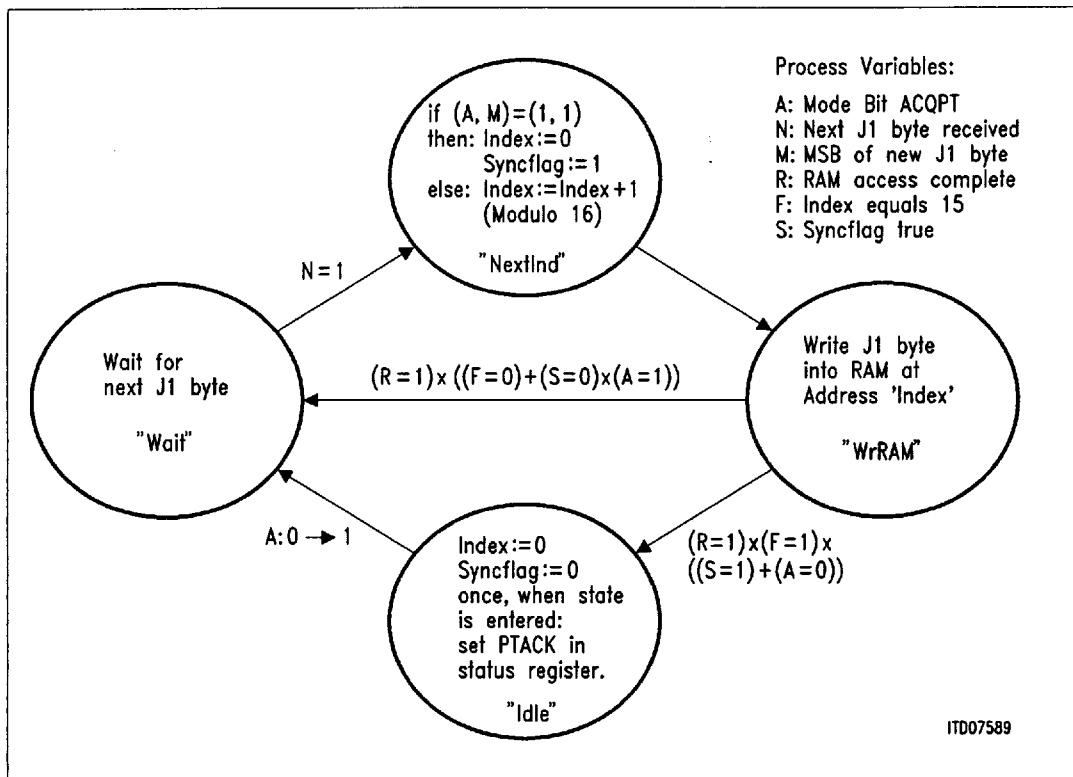 Process Variables:
A: Mode Bit ACQPT
N: Next J1 byte received
M: MSB of new J1 byte
R: RAM access complete
F: Index equals 15
S: Syncflag true
if (A, M)=(1, 1)
then: Index:=0
Syncflag:=1
else: Index:=Index+1
(Modulo 16)
"NextInd"
N=1
Wait for
next J1 byte
"Wait"
(R=1)x ((F=0)+(S=0)x(A=1))
Write J1 byte
into RAM at
Address 'Index'
"WrRAM"
A:0 → 1
(R=1)x(F=1)x
((S=1)+(A=0))
Index:=0
Syncflag:=0
once, when state
is entered:
set PTACK in
status register.
"Idle"
ITD07589